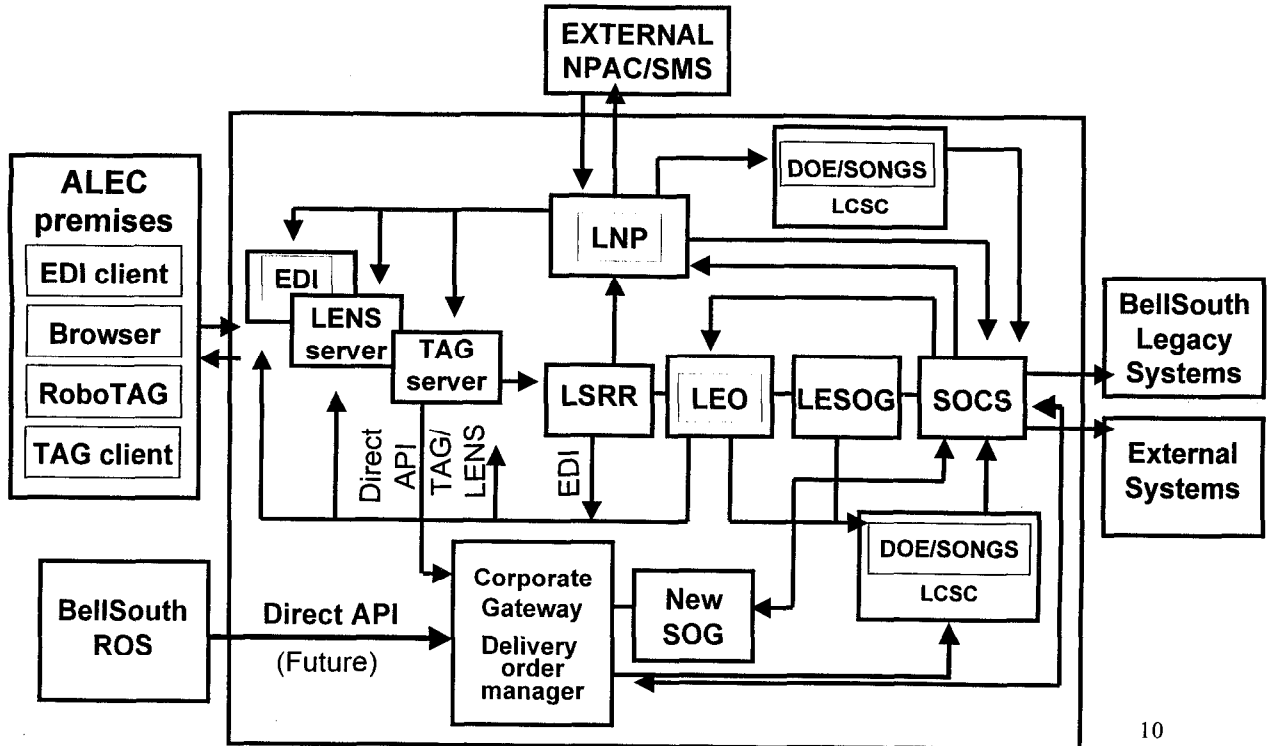 EXTERNAL
NPAC/SMS
ALEC
premises
EDI client
Browser
RoboTAG
TAG client
DOE/SONGS
LCSC
LNP
EDI
LENS
server
TAG
server
LSRR
LEO
LESOG
SOCS
BellSouth
Legacy
Systems
External
Systems
Direct
API
TAG/
LENS
EDI
DOE/SONGS
LCSC
BellSouth
ROS
Direct API
(Future)
Corporate
Gateway
Delivery
order
manager
New
SOG
10